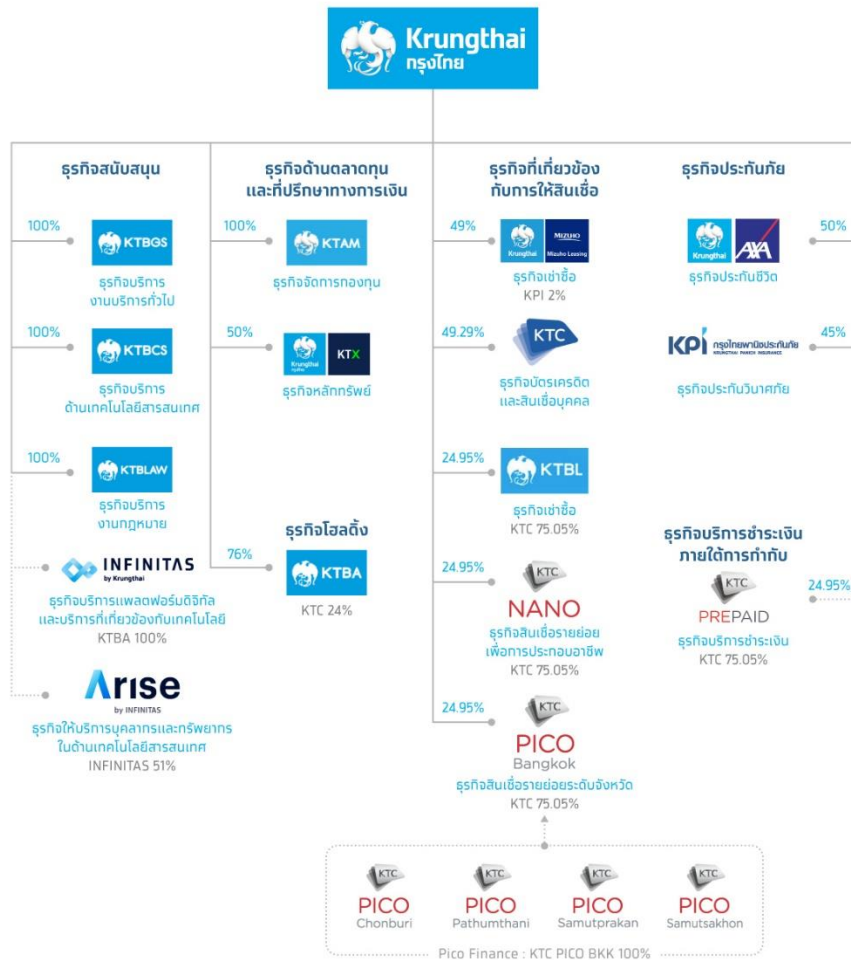 Krungthai
กรุงไทย
ธุรกิจสนับสนุน
100%
KTBGS
ธุรกิจบริการ
งานบริการทั่วไป
100%
KTBCS
ธุรกิจบริการ
ด้านเทคโนโลยีสารสนเทศ
100%
KTBLAW
ธุรกิจบริการ
งานกฎหมาย
INFINITAS
by Krungthai
ธุรกิจบริการแพลตฟอร์มดิจิทัล
และบริการที่เกี่ยวข้องกับเทคโนโลยี
KTBA 100%
Arise
by INFINITAS
ธุรกิจให้บริการบุคลากรและทรัพยากร
ในด้านเทคโนโลยีสารสนเทศ
INFINITAS 51%
ธุรกิจด้านตลาดทุน
และที่ปรึกษาทางการเงิน
100%
KTAM
ธุรกิจจัดการกองทุน
50%
Krungthai
KTX
ธุรกิจหลักทรัพย์
ธุรกิจโฮลดิ้ง
76%
KTBA
KTC 24%
ธุรกิจที่เกี่ยวข้อง
กับการให้สินเชื่อ
49%
Krungthai
MIZUHO
Mizuho Leasing
ธุรกิจเช่าซื้อ
KPI 2%
49.29%
KTC
ธุรกิจบัตรเครดิต
และสินเชื่อบุคคล
24.95%
KTBL
ธุรกิจเช่าซื้อ
KTC 75.05%
24.95%
KTC
NANO
ธุรกิจสินเชื่อรายย่อย
เพื่อการประกอบอาชีพ
KTC 75.05%
24.95%
KTC
PICO
Bangkok
ธุรกิจสินเชื่อรายย่อยระดับจังหวัด
KTC 75.05%
ธุรกิจประกันภัย
50%
Krungthai
AXA
ธุรกิจประกันชีวิต
45%
KPI กรุงไทยพานิชประกันภัย
KRUNGTHAI PANICH INSURANCE
ธุรกิจประกันวินาศภัย
ธุรกิจบริการชำระเงิน
ภายใต้การกำกับ
24.95%
KTC
PREPAID
ธุรกิจบริการชำระเงิน
KTC 75.05%
KTC
PICO
Chonburi
KTC
PICO
Pathumthani
KTC
PICO
Samutprakan
KTC
PICO
Samutsakhon
Pico Finance : KTC PICO BKK 100%